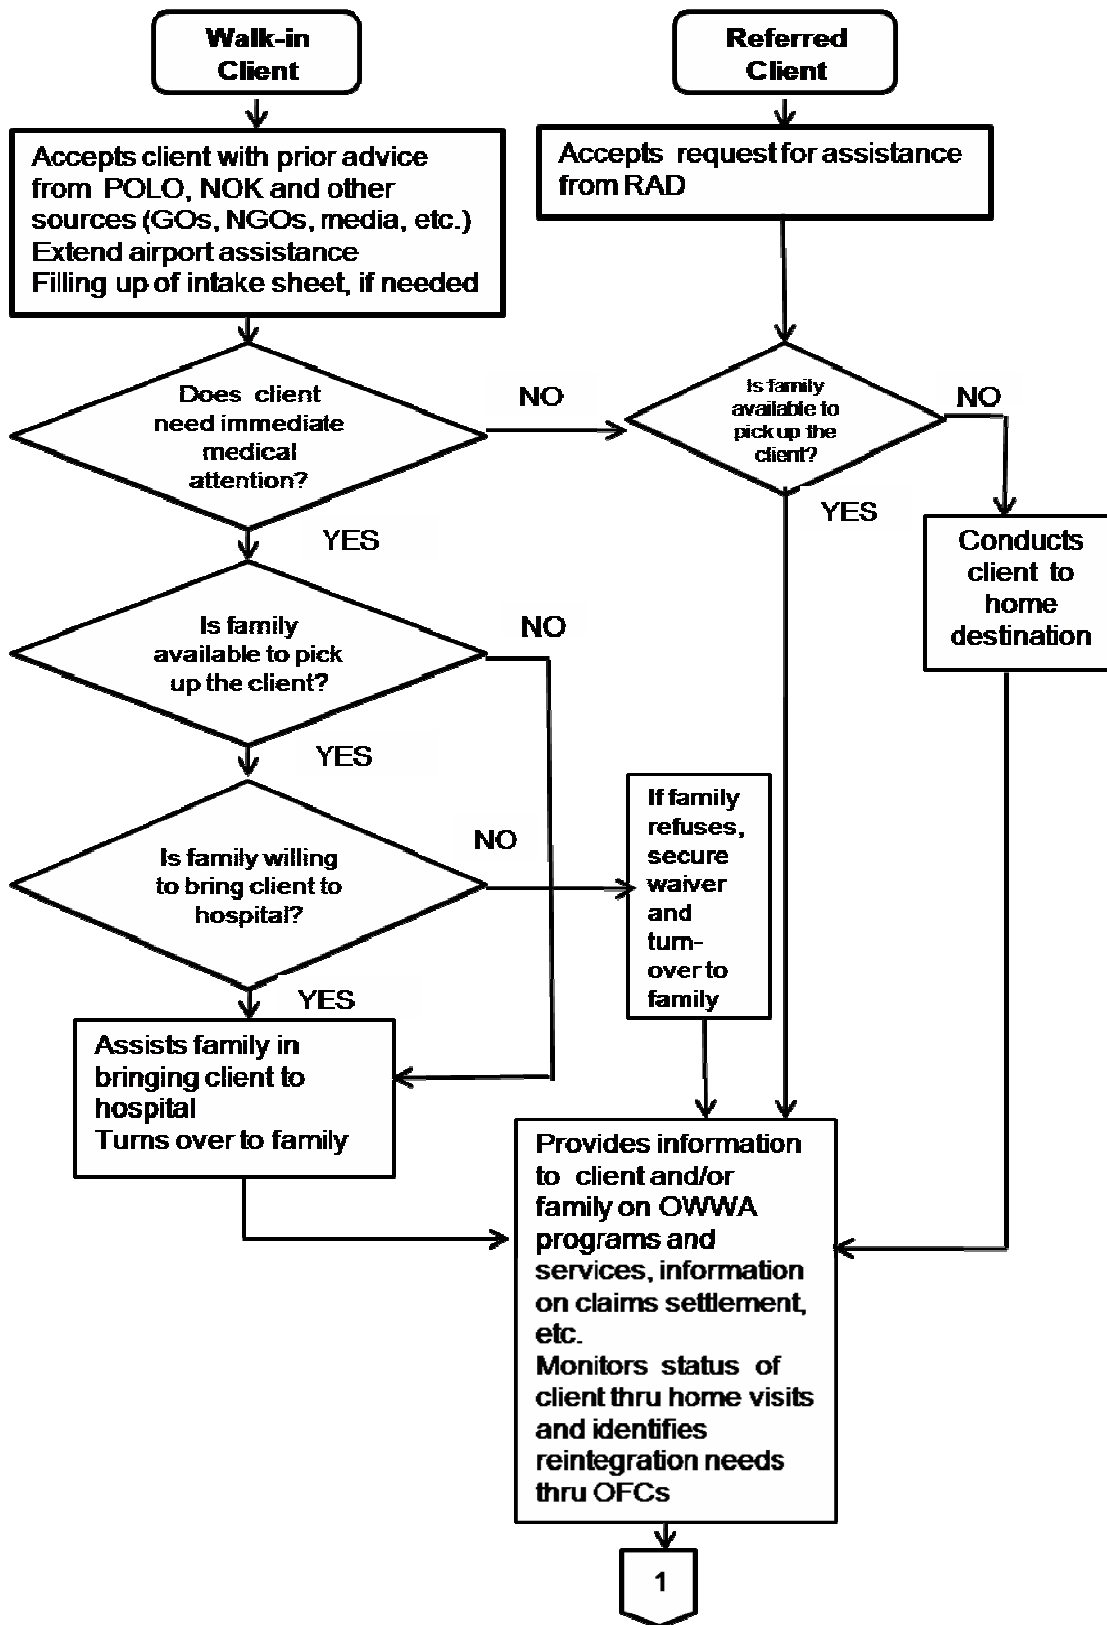 Walk-in
Client
Referred
Client
Accepts client with prior advice
from POLO, NOK and other
sources (GOs, NGOs, media, etc.)
Extend airport assistance
Filling up of intake sheet, if needed
Accepts request for assistance
from RAD
Does client
need immediate
medical
attention?
NO
YES
Is family
available to
pick up the
client?
NO
YES
Conducts
client to
home
destination
Is family
available to pick
up the client?
NO
YES
Is family willing
to bring client to
hospital?
NO
YES
If family
refuses,
secure
waiver
and
turn-
over to
family
Assists family in
bringing client to
hospital
Turns over to family
Provides information
to client and/or
family on OWWA
programs and
services, information
on claims settlement,
etc.
Monitors status of
client thru home visits
and identifies
reintegration needs
thru OFCs
1